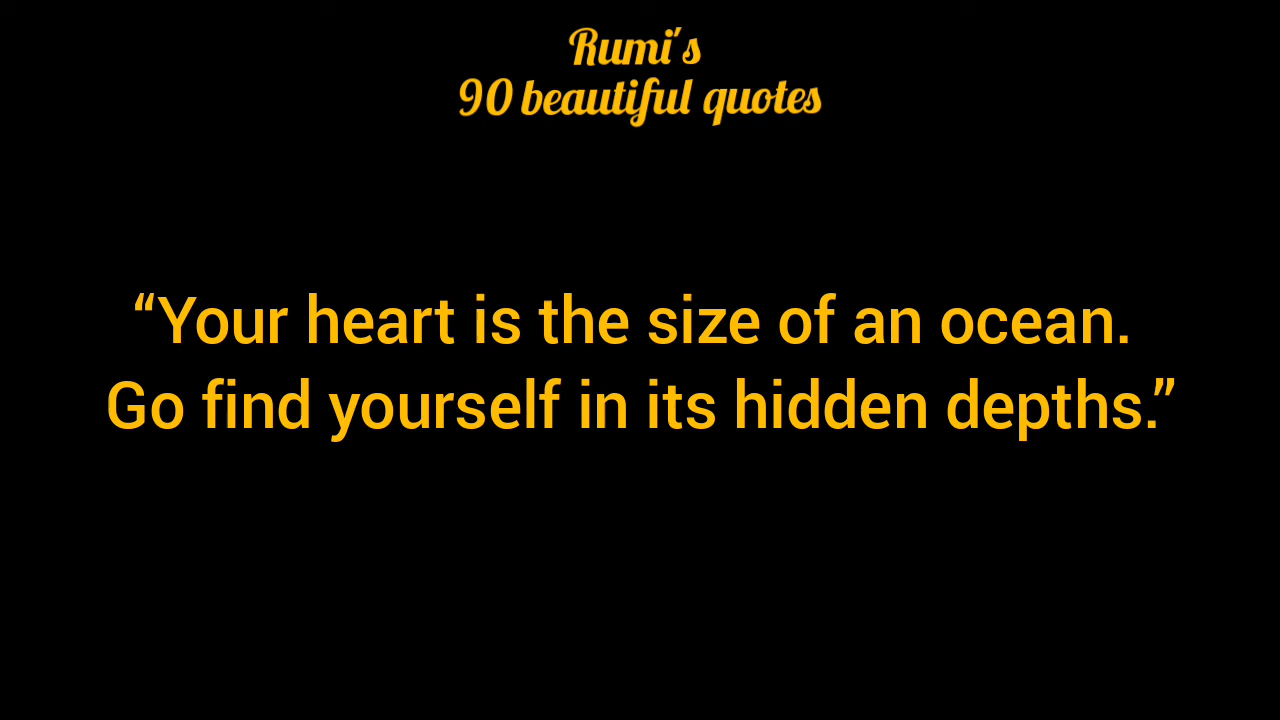 Rumi's
90 beautiful quotes
“Your heart is the size of an ocean.
Go find yourself in its hidden depths.”